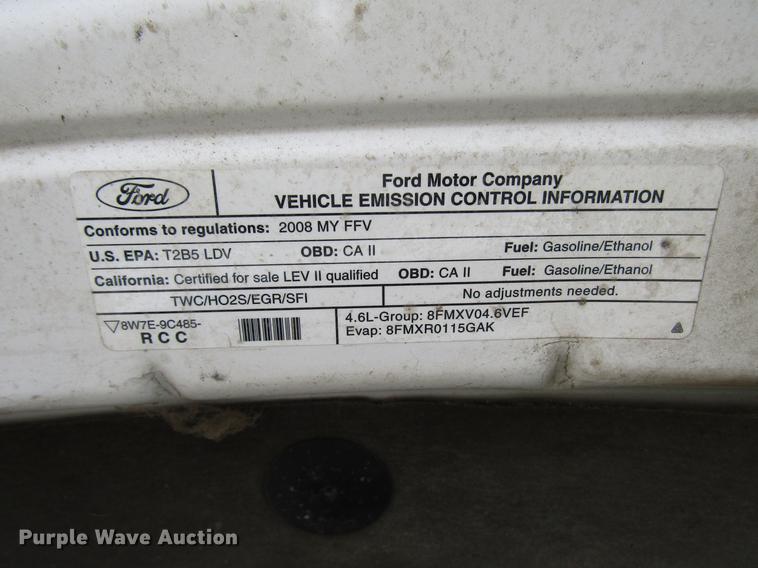 Ford
Ford Motor Company
VEHICLE EMISSION CONTROL INFORMATION
Conforms to regulations: 2008 MY FFV
U.S. EPA: T2B5 LDV OBD: CA II Fuel: Gasoline/Ethanol
California: Certified for sale LEV II qualified OBD: CA II Fuel: Gasoline/Ethanol
TWC/HO2S/EGR/SFI No adjustments needed.
▽8W7E-9C485-
R C C
4.6L-Group: 8FMXV04.6VEF
Evap: 8FMXR0115GAK
Purple Wave Auction